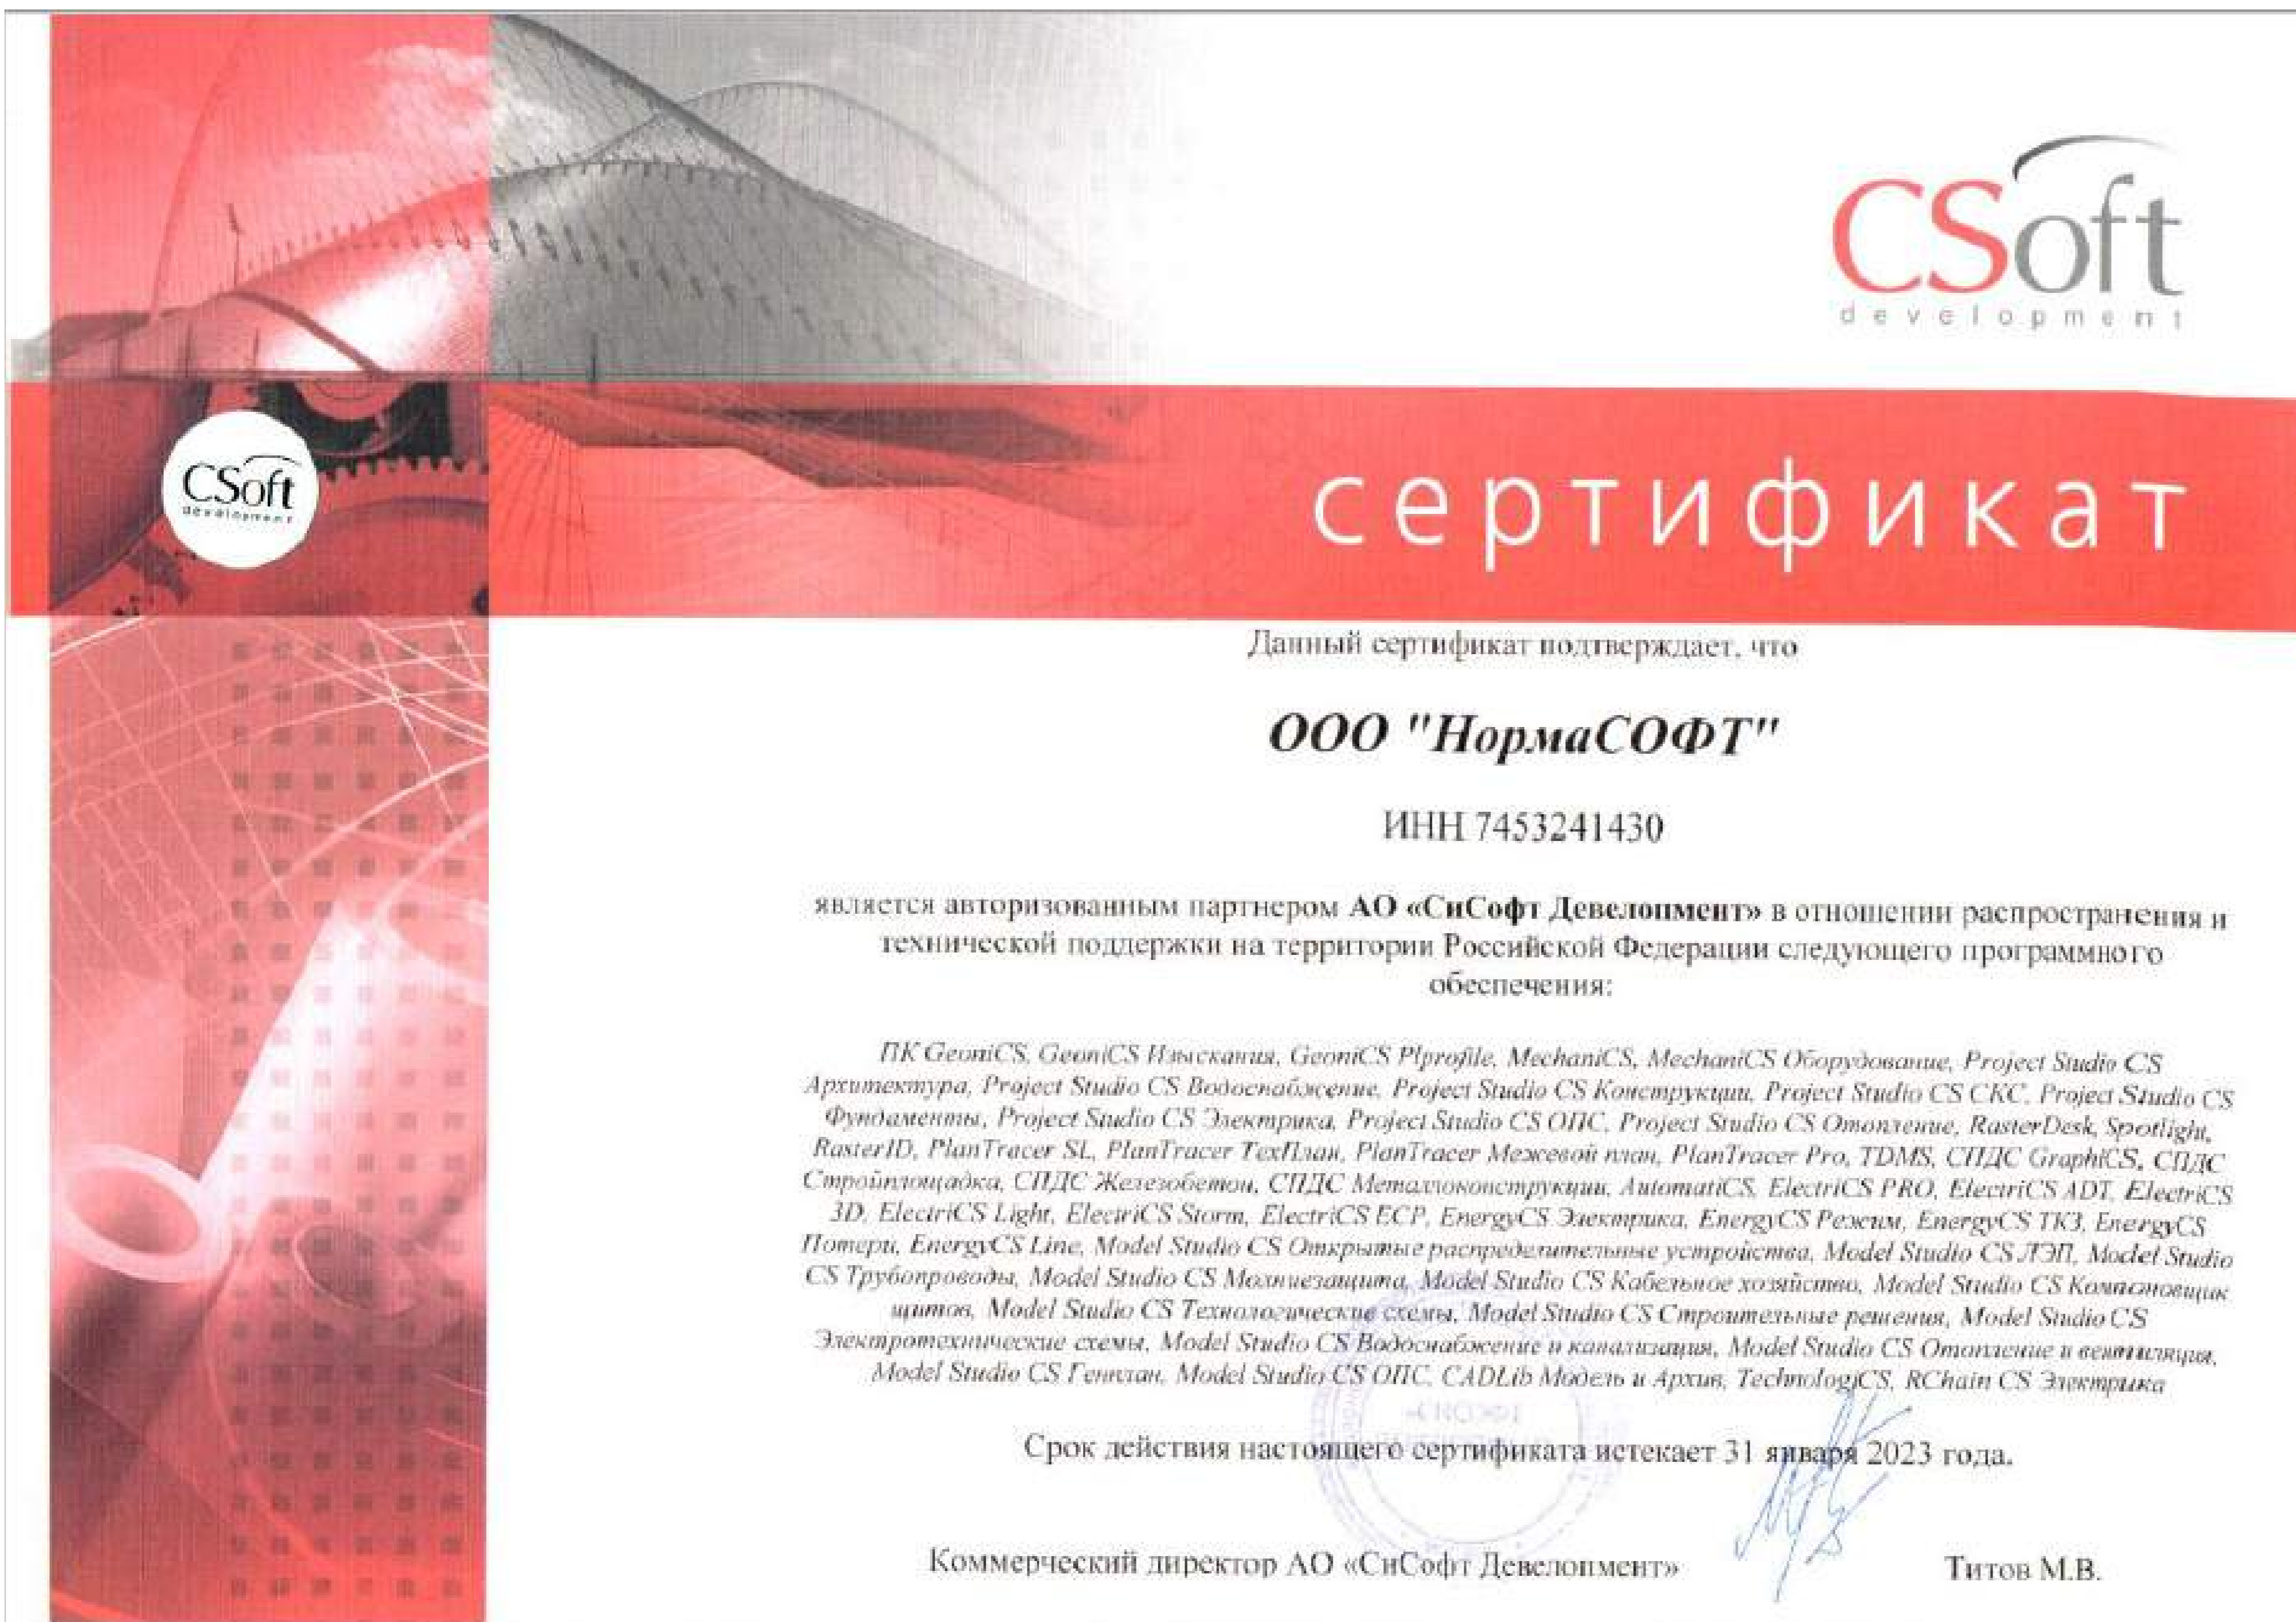 CSoft
development
сертификат
CSoft
development
Данный сертификат подтверждает, что
ООО "НормаСОФТ"
ИНН 7453241430
является авторизованным партнером АО «СиСофт Девелопмент» в отношении распространения и
технической поддержки на территории Российской Федерации следующего программного
обеспечения:
ПК GeoniCS, GeoniCS Изыскания, GeoniCS Plprofile, MechaniCS, MechaniCS Оборудование, Project Studio CS
Архитектура, Project Studio CS Водоснабжение, Project Studio CS Конструкции, Project Studio CS СКС, Project Studio CS
Фундаменты, Project Studio CS Электрика, Project Studio CS ОПС, Project Studio CS Отопление, RasterDesk, Spotlight,
RasterID, PlanTracer SL, PlanTracer ТехПлан, PlanTracer Межевой план, PlanTracer Pro, TDMS, СПДС GraphiCS, СПДС
Стройплощадка, СПДС Железобетон, СПДС Металлоконструкции, AutomatiCS, ElectriCS PRO, ElectriCS ADT, ElectriCS
3D, ElectriCS Light, ElectriCS Storm, ElectriCS ECP, EnergyCS Электрика, EnergyCS Режим, EnergyCS ТКЗ, EnergyCS
Потери, EnergyCS Line, Model Studio CS Открытые распределительные устройства, Model Studio CS ЛЭП, Model Studio
CS Трубопроводы, Model Studio CS Молниезащита, Model Studio CS Кабельное хозяйство, Model Studio CS Компоновщик
щитов, Model Studio CS Технологические схемы, Model Studio CS Строительные решения, Model Studio CS
Электротехнические схемы, Model Studio CS Водоснабжение и канализация, Model Studio CS Отопление и вентиляция,
Model Studio CS Генплан, Model Studio CS ОПС, CADLib Модель и Архив, TechnologiCS, RChain CS Электрика
Срок действия настоящего сертификата истекает 31 января 2023 года.
Коммерческий директор АО «СиСофт Девелопмент»
Титов М.В.